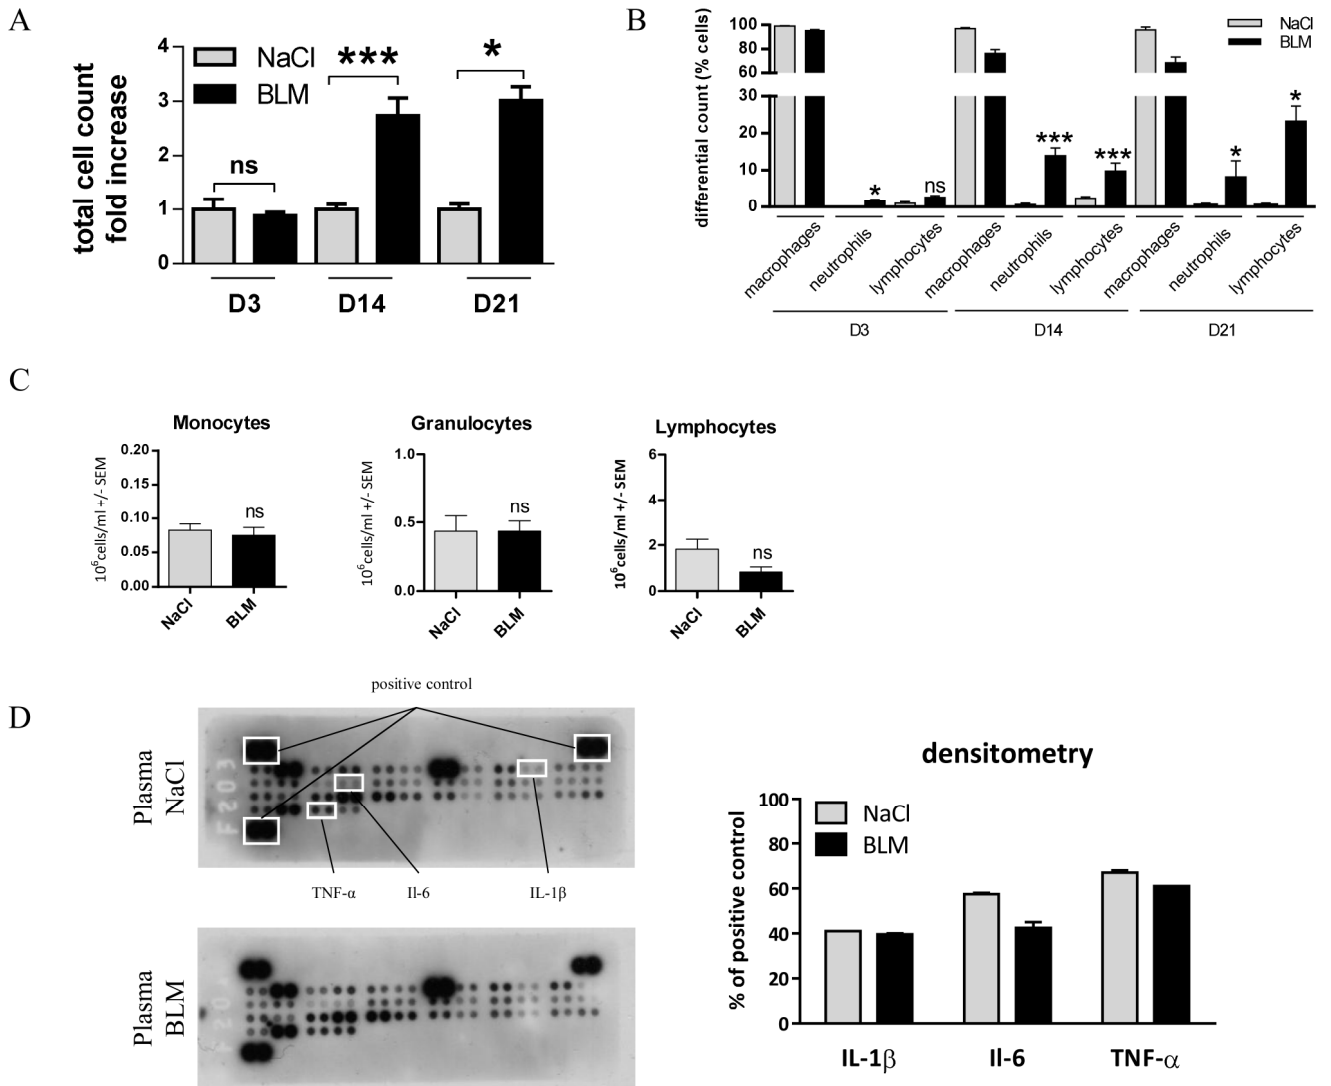 A
total cell count
fold increase
4
3
2
1
0
NaCl
BLM
ns
***
*
D3
D14
D21
B
differential count (% cells)
100
80
60
30
20
10
0
NaCl
BLM
*
ns
***
***
*
*
macrophages
neutrophils
lymphocytes
macrophages
neutrophils
lymphocytes
macrophages
neutrophils
lymphocytes
D3
D14
D21
C
Monocytes
10⁶cells/ml +/- SEM
0.20
0.15
0.10
0.05
0.00
ns
NaCl
BLM
Granulocytes
10⁶cells/ml +/- SEM
1.0
0.5
0.0
ns
NaCl
BLM
Lymphocytes
10⁶cells/ml +/- SEM
6
4
2
0
ns
NaCl
BLM
D
positive control
Plasma
NaCl
TNF-α
Il-6
IL-1β
Plasma
BLM
densitometry
% of positive control
100
80
60
40
20
0
NaCl
BLM
IL-1β
Il-6
TNF-α